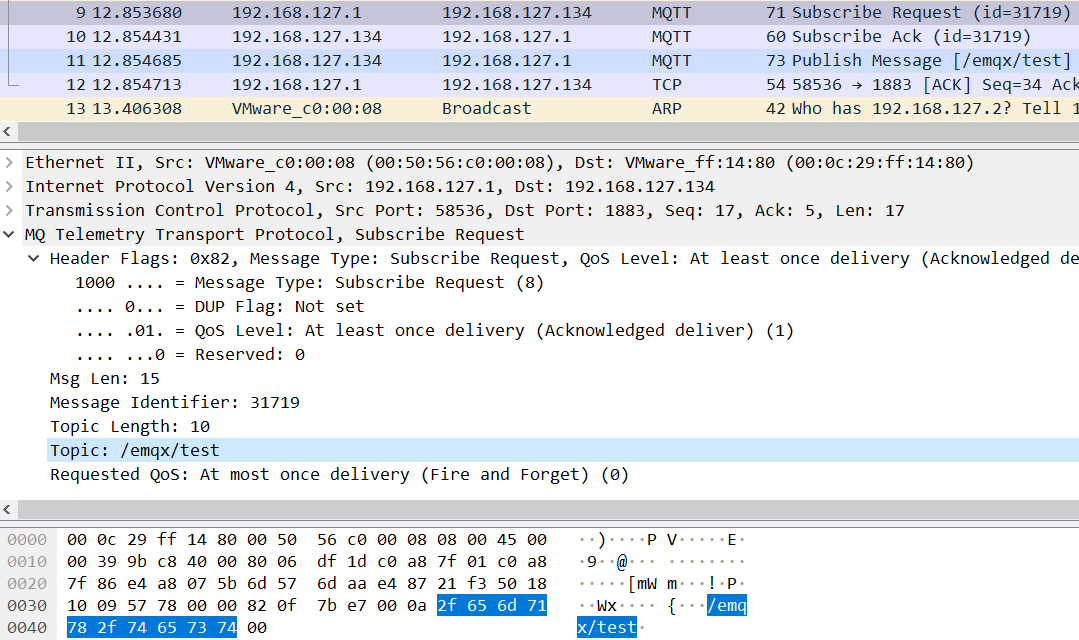 9 12.853680 192.168.127.1 192.168.127.134 MQTT 71 Subscribe Request (id=31719)
10 12.854431 192.168.127.134 192.168.127.1 MQTT 60 Subscribe Ack (id=31719)
11 12.854685 192.168.127.134 192.168.127.1 MQTT 73 Publish Message [/emqx/test]
12 12.854713 192.168.127.1 192.168.127.134 TCP 54 58536 → 1883 [ACK] Seq=34 Ack
13 13.406308 VMware_c0:00:08 Broadcast ARP 42 Who has 192.168.127.2? Tell 1
Ethernet II, Src: VMware_c0:00:08 (00:50:56:c0:00:08), Dst: VMware_ff:14:80 (00:0c:29:ff:14:80)
Internet Protocol Version 4, Src: 192.168.127.1, Dst: 192.168.127.134
Transmission Control Protocol, Src Port: 58536, Dst Port: 1883, Seq: 17, Ack: 5, Len: 17
MQ Telemetry Transport Protocol, Subscribe Request
Header Flags: 0x82, Message Type: Subscribe Request, QoS Level: At least once delivery (Acknowledged de
1000 .... = Message Type: Subscribe Request (8)
.... 0... = DUP Flag: Not set
.... .01. = QoS Level: At least once delivery (Acknowledged deliver) (1)
.... ...0 = Reserved: 0
Msg Len: 15
Message Identifier: 31719
Topic Length: 10
Topic: /emqx/test
Requested QoS: At most once delivery (Fire and Forget) (0)
0000 00 0c 29 ff 14 80 00 50 56 c0 00 08 08 00 45 00 ··)····P V·····E·
0010 00 39 9b c8 40 00 80 06 df 1d c0 a8 7f 01 c0 a8 ·9··@··· ········
0020 7f 86 e4 a8 07 5b 6d 57 6d aa e4 87 21 f3 50 18 ·····[mW m···!·P·
0030 10 09 57 78 00 00 82 0f 7b e7 00 0a 2f 65 6d 71 ··Wx···· {···/emq
0040 78 2f 74 65 73 74 00 x/test·